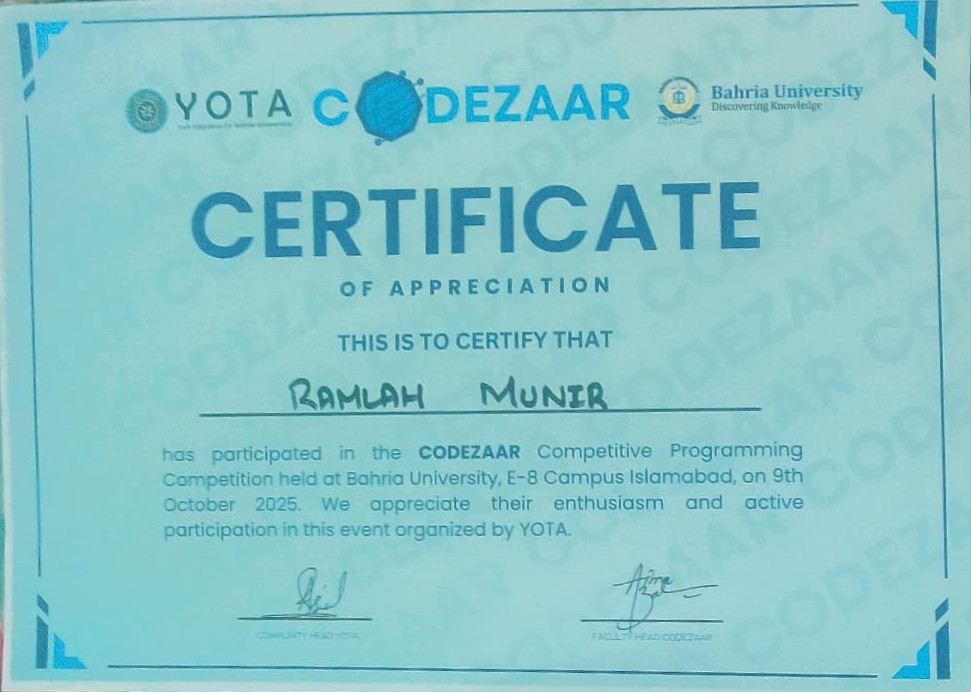 YOTA
CODEZAAR
Bahria University
Discovering Knowledge
CERTIFICATE
OF APPRECIATION
THIS IS TO CERTIFY THAT
RAMLAH MUNIR
has participated in the CODEZAAR Competitive Programming
Competition held at Bahria University, E-8 Campus Islamabad, on 9th
October 2025. We appreciate their enthusiasm and active
participation in this event organized by YOTA.
COMMUNITY HEAD YOTA
FACULTY HEAD CODEZAAR